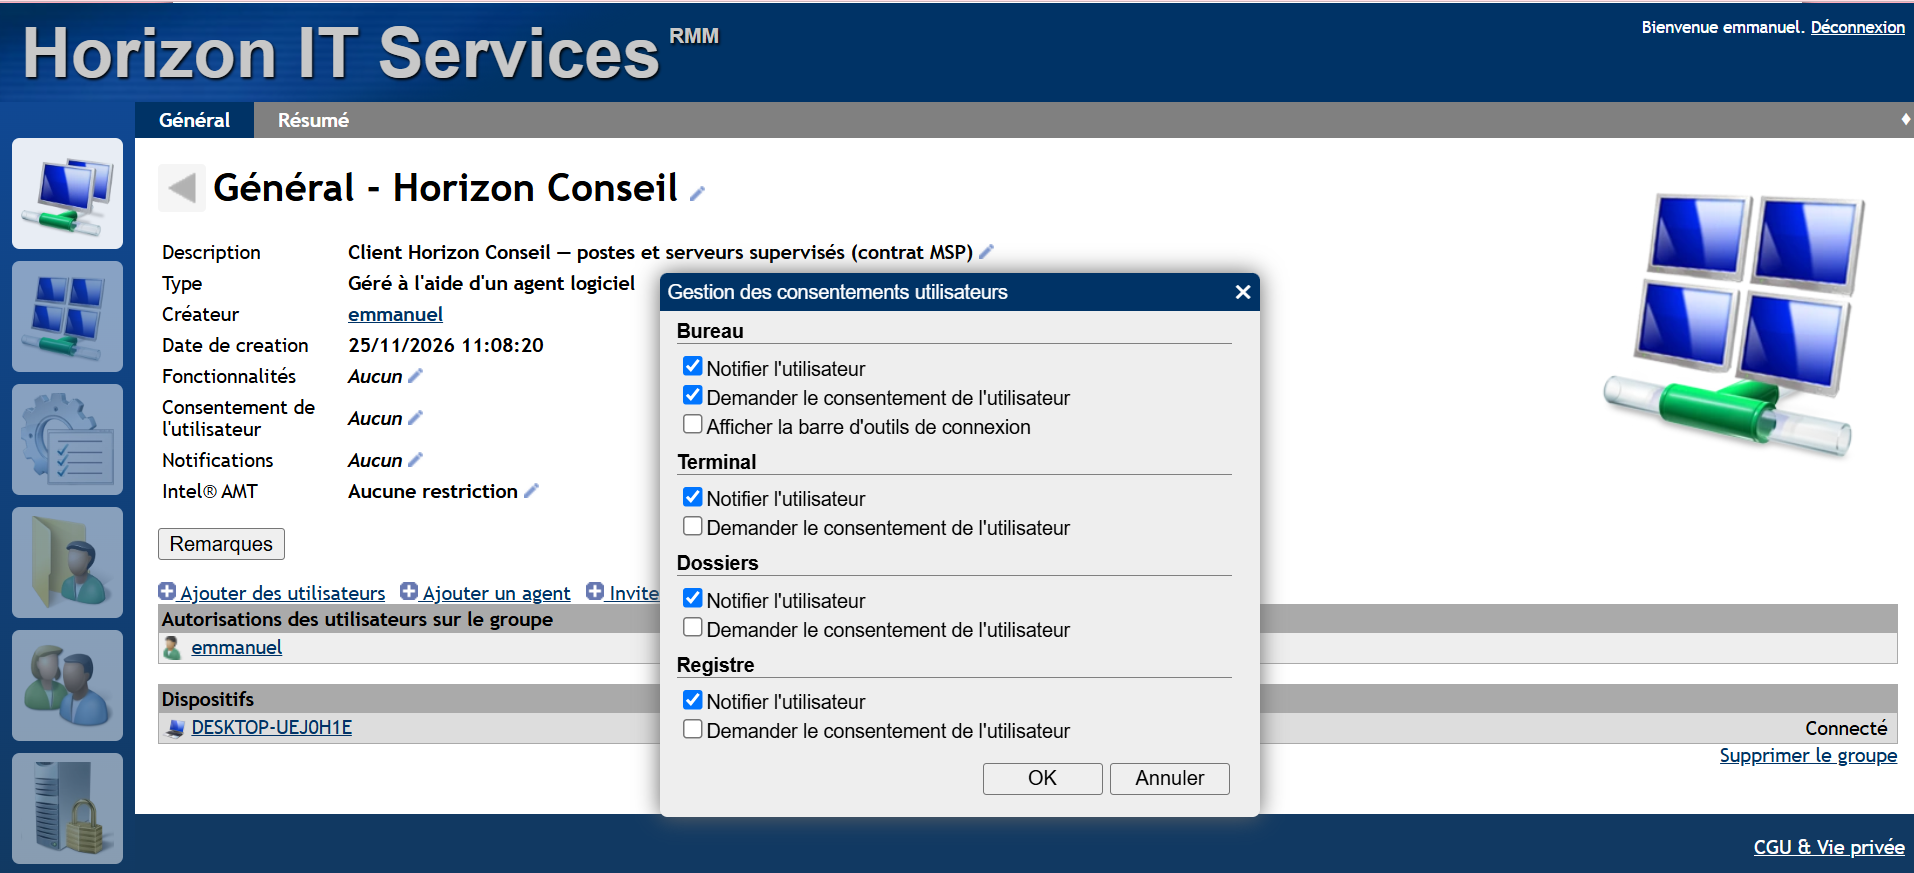 Horizon IT Services RMM
Bienvenue emmanuel. Déconnexion
Général Résumé
Général - Horizon Conseil
Description Client Horizon Conseil – postes et serveurs supervisés (contrat MSP)
Type Géré à l'aide d'un agent logiciel
Créateur emmanuel
Date de creation 25/11/2026 11:08:20
Fonctionnalités Aucun
Consentement de
l'utilisateur Aucun
Notifications Aucun
Intel® AMT Aucune restriction
Remarques
Ajouter des utilisateurs Ajouter un agent Invite
Autorisations des utilisateurs sur le groupe
emmanuel
Dispositifs
DESKTOP-UEJ0H1E Connecté
Supprimer le groupe
Gestion des consentements utilisateurs
Bureau
Notifier l'utilisateur
Demander le consentement de l'utilisateur
Afficher la barre d'outils de connexion
Terminal
Notifier l'utilisateur
Demander le consentement de l'utilisateur
Dossiers
Notifier l'utilisateur
Demander le consentement de l'utilisateur
Registre
Notifier l'utilisateur
Demander le consentement de l'utilisateur
OK Annuler
CGU & Vie privée